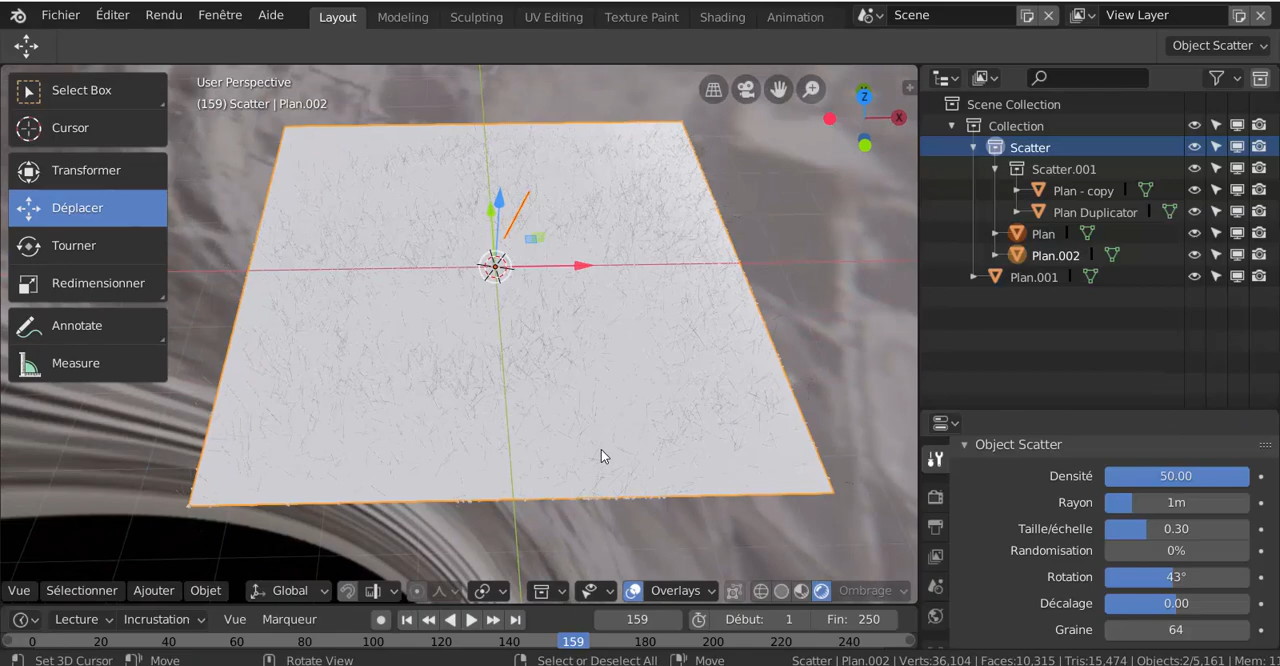 Fichier Éditer Rendu Fenêtre Aide Layout Modeling Sculpting UV Editing Texture Paint Shading Animation Scene View Layer
Object Scatter
Select Box
Cursor
Transformer
Déplacer
Tourner
Redimensionner
Annotate
Measure
User Perspective
(159) Scatter | Plan.002
Z
X
Scene Collection
Collection
Scatter
Scatter.001
Plan - copy
Plan Duplicator
Plan
Plan.002
Plan.001
Object Scatter
Densité 50.00
Rayon 1m
Taille/échelle 0.30
Randomisation 0%
Rotation 43°
Décalage 0.00
Graine 64
Vue Sélectionner Ajouter Objet Global Overlays Ombrage
Lecture Incrustation Vue Marqueur 159 Début: 1 Fin: 250
0 20 40 60 80 100 120 140 159 180 200 220 240
Set 3D Cursor Move Rotate View Select or Deselect All Move Scatter | Plan.002 | Verts:36,104 | Faces:10,315 | Tris:15,474 | Objects:2/5,161 | Mem: